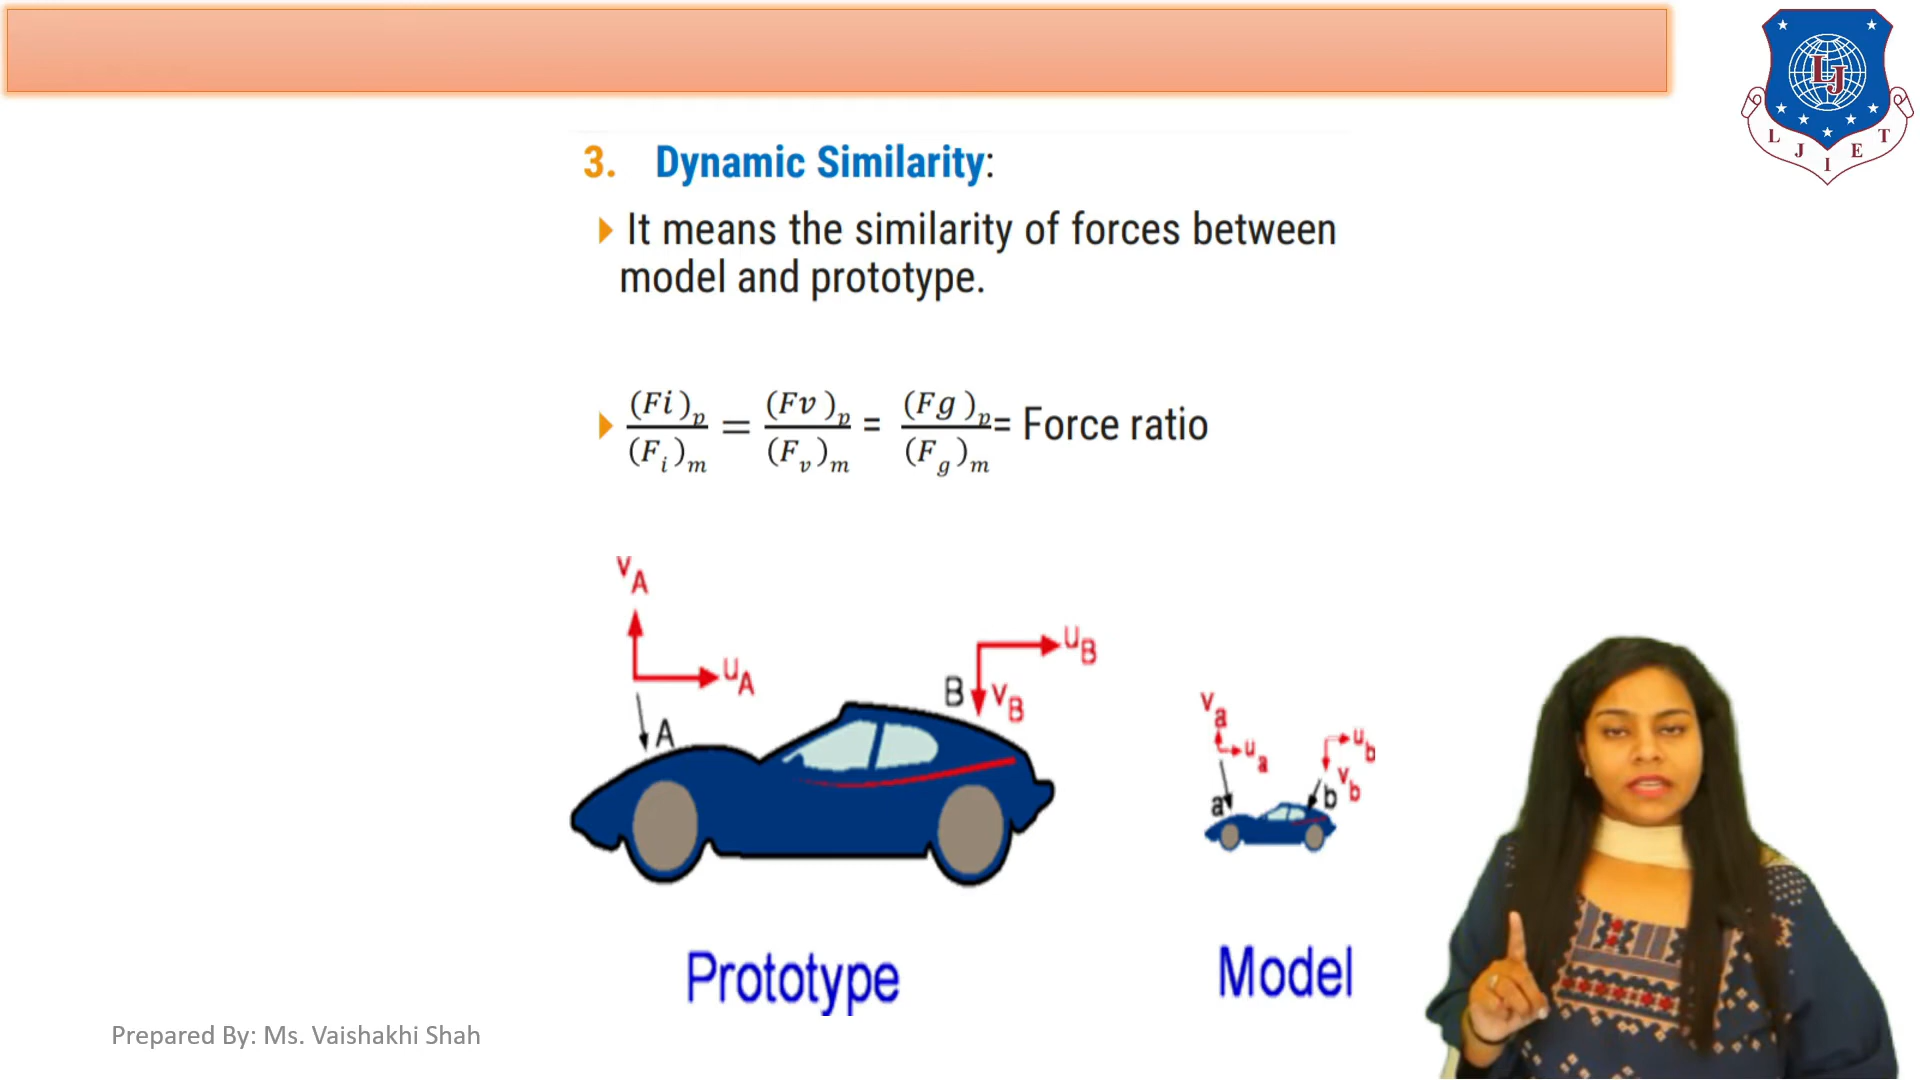 LJ
L J I E T
3. Dynamic Similarity:
It means the similarity of forces between
model and prototype.
(Fi)p/(Fi)m = (Fv)p/(Fv)m = (Fg)p/(Fg)m = Force ratio
vA
uA
A
B
uB
vB
va
ua
a
ub
vb
b
Prototype
Model
Prepared By: Ms. Vaishakhi Shah